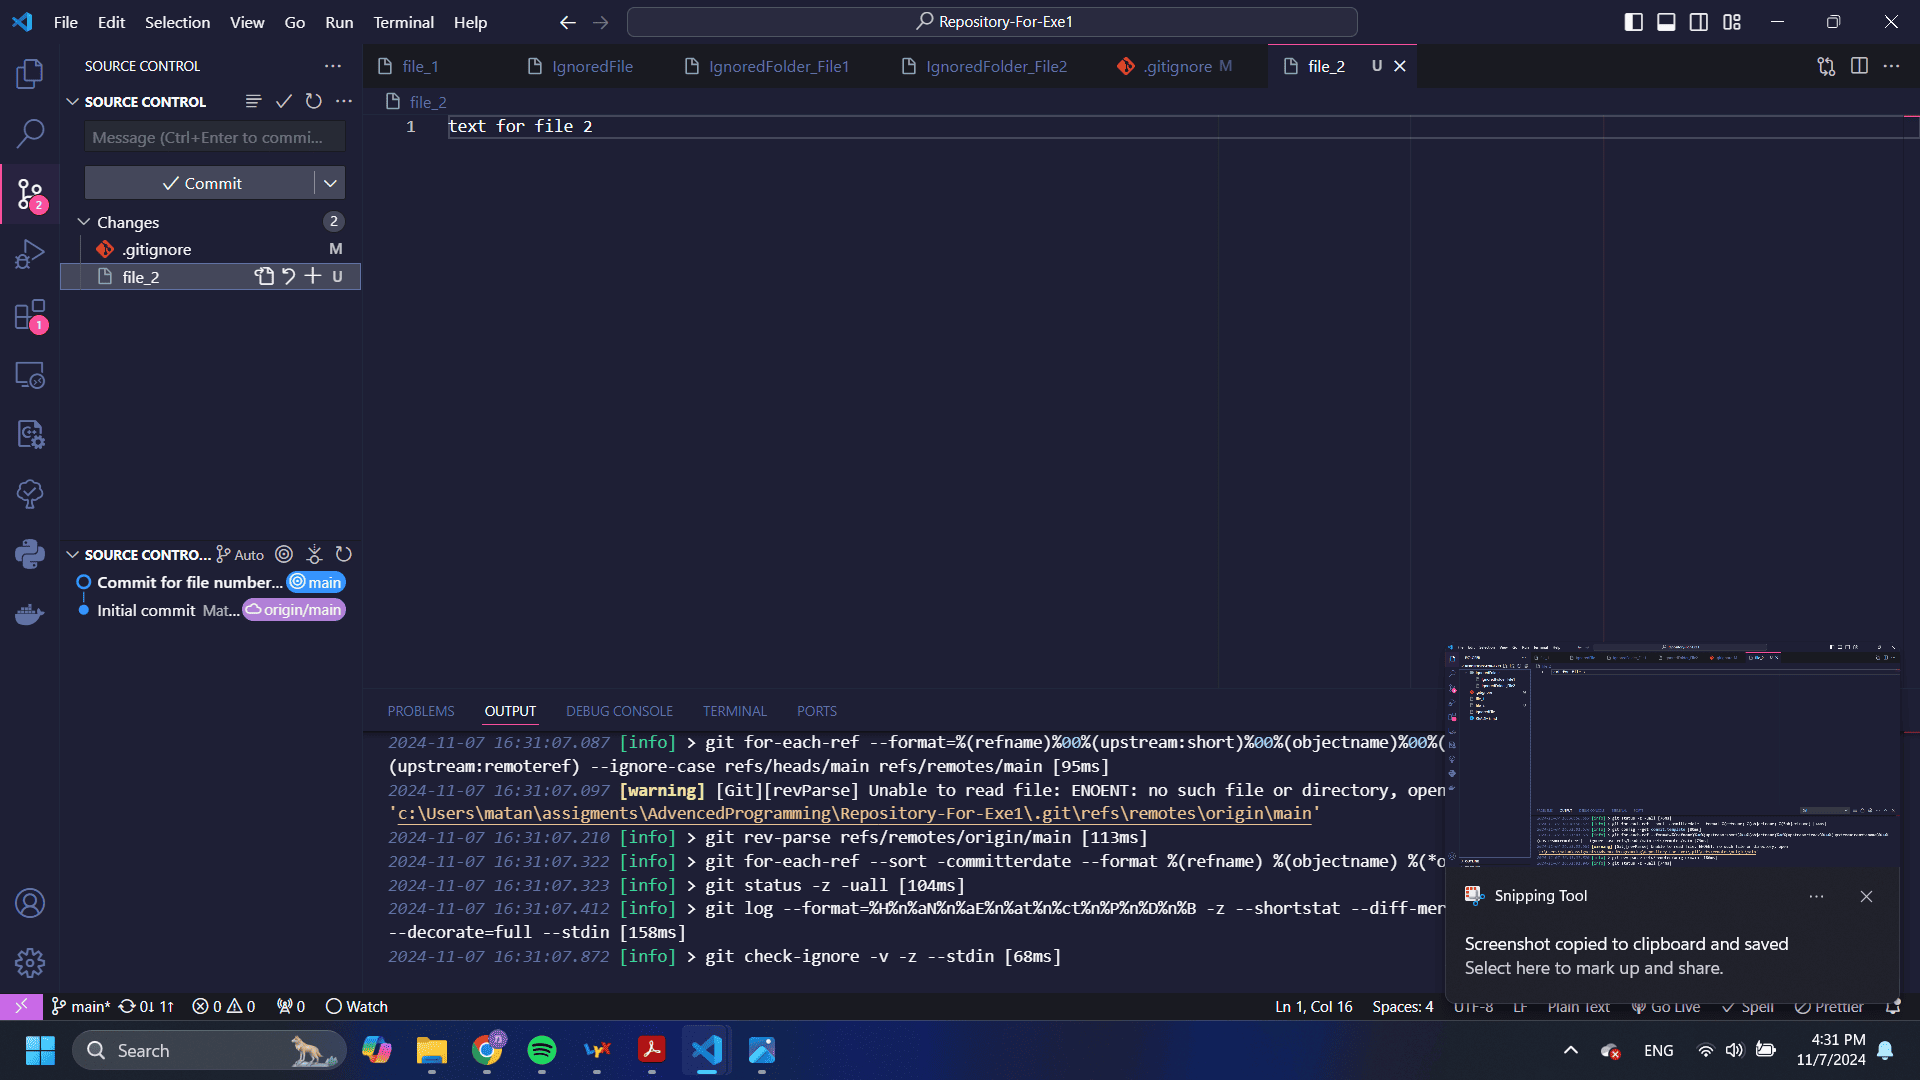 File Edit Selection View Go Run Terminal Help
Repository-For-Exe1
SOURCE CONTROL
SOURCE CONTROL
Message (Ctrl+Enter to commi...
Commit
Changes 2
.gitignore M
file_2 U
2
1
SOURCE CONTRO... Auto
Commit for file number... main
Initial commit Mat... origin/main
file_1 IgnoredFile IgnoredFolder_File1 IgnoredFolder_File2 .gitignore M file_2 U
file_2
1 text for file 2
PROBLEMS OUTPUT DEBUG CONSOLE TERMINAL PORTS
2024-11-07 16:31:07.087 [info] > git for-each-ref --format=%(refname)%00%(upstream:short)%00%(objectname)%00%(
(upstream:remoteref) --ignore-case refs/heads/main refs/remotes/main [95ms]
2024-11-07 16:31:07.097 [warning] [Git][revParse] Unable to read file: ENOENT: no such file or directory, open
'c:\Users\matan\assigments\AdvencedProgramming\Repository-For-Exe1\.git\refs\remotes\origin\main'
2024-11-07 16:31:07.210 [info] > git rev-parse refs/remotes/origin/main [113ms]
2024-11-07 16:31:07.322 [info] > git for-each-ref --sort -committerdate --format %(refname) %(objectname) %(*o
2024-11-07 16:31:07.323 [info] > git status -z -uall [104ms]
2024-11-07 16:31:07.412 [info] > git log --format=%H%n%aN%n%aE%n%at%n%ct%n%P%n%D%n%B -z --shortstat --diff-mer
--decorate=full --stdin [158ms]
2024-11-07 16:31:07.872 [info] > git check-ignore -v -z --stdin [68ms]
Snipping Tool
Screenshot copied to clipboard and saved
Select here to mark up and share.
main* 0↓ 1↑ 0 0 0 Watch
Ln 1, Col 16 Spaces: 4 UTF-8 LF Plain Text Go Live Spell Prettier
Search
ENG
4:31 PM
11/7/2024